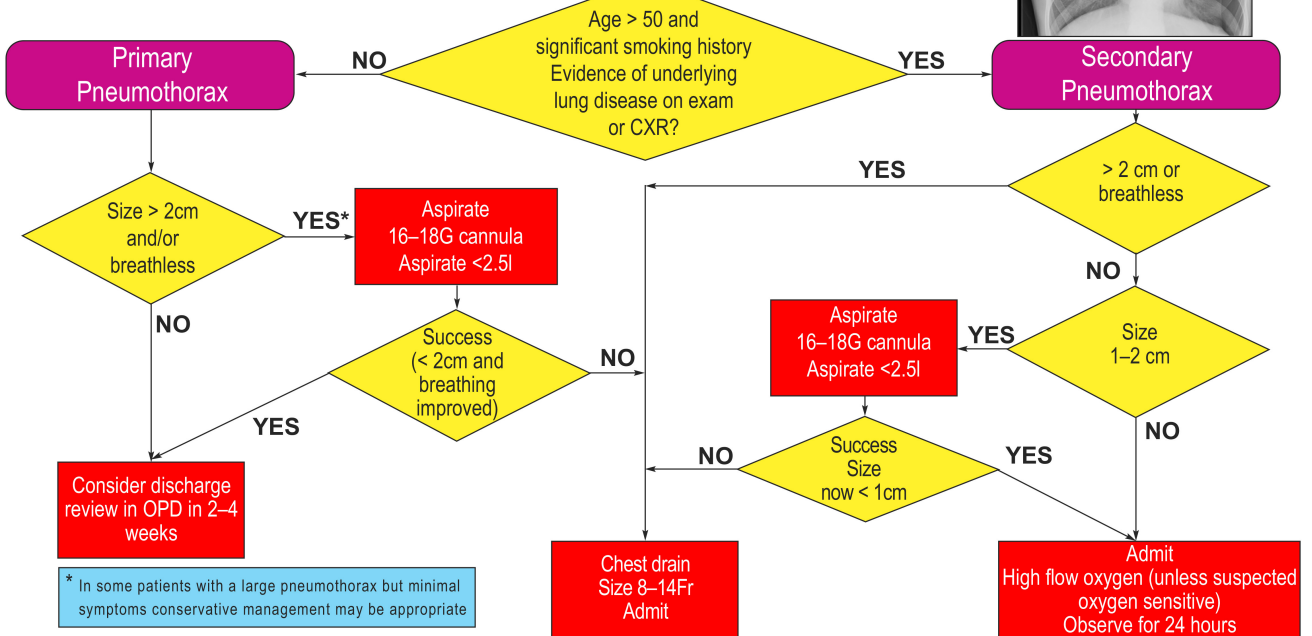 Age > 50 and
significant smoking history
Evidence of underlying
lung disease on exam
or CXR?
NO
YES
Primary
Pneumothorax
Secondary
Pneumothorax
Size > 2cm
and/or
breathless
YES*
NO
Aspirate
16–18G cannula
Aspirate <2.5l
Success
(< 2cm and
breathing
improved)
YES
NO
Consider discharge
review in OPD in 2–4
weeks
* In some patients with a large pneumothorax but minimal
symptoms conservative management may be appropriate
> 2 cm or
breathless
YES
NO
Size
1–2 cm
YES
NO
Aspirate
16–18G cannula
Aspirate <2.5l
Success
Size
now < 1cm
NO
YES
Chest drain
Size 8–14Fr
Admit
Admit
High flow oxygen (unless suspected
oxygen sensitive)
Observe for 24 hours